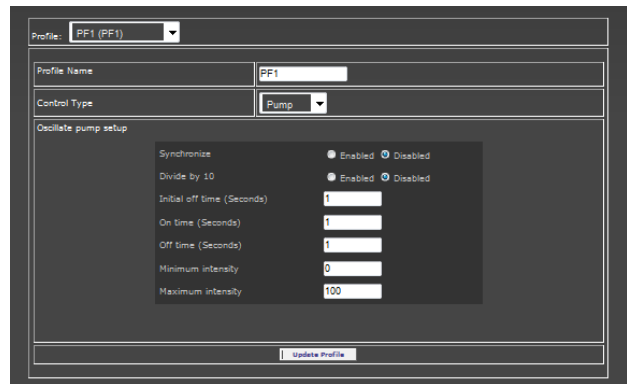 Profile: PF1 (PF1)
Profile Name PF1
Control Type Pump
Oscillate pump setup
Synchronize Enabled Disabled
Divide by 10 Enabled Disabled
Initial off time (Seconds) 1
On time (Seconds) 1
Off time (Seconds) 1
Minimum intensity 0
Maximum intensity 100
Update Profile